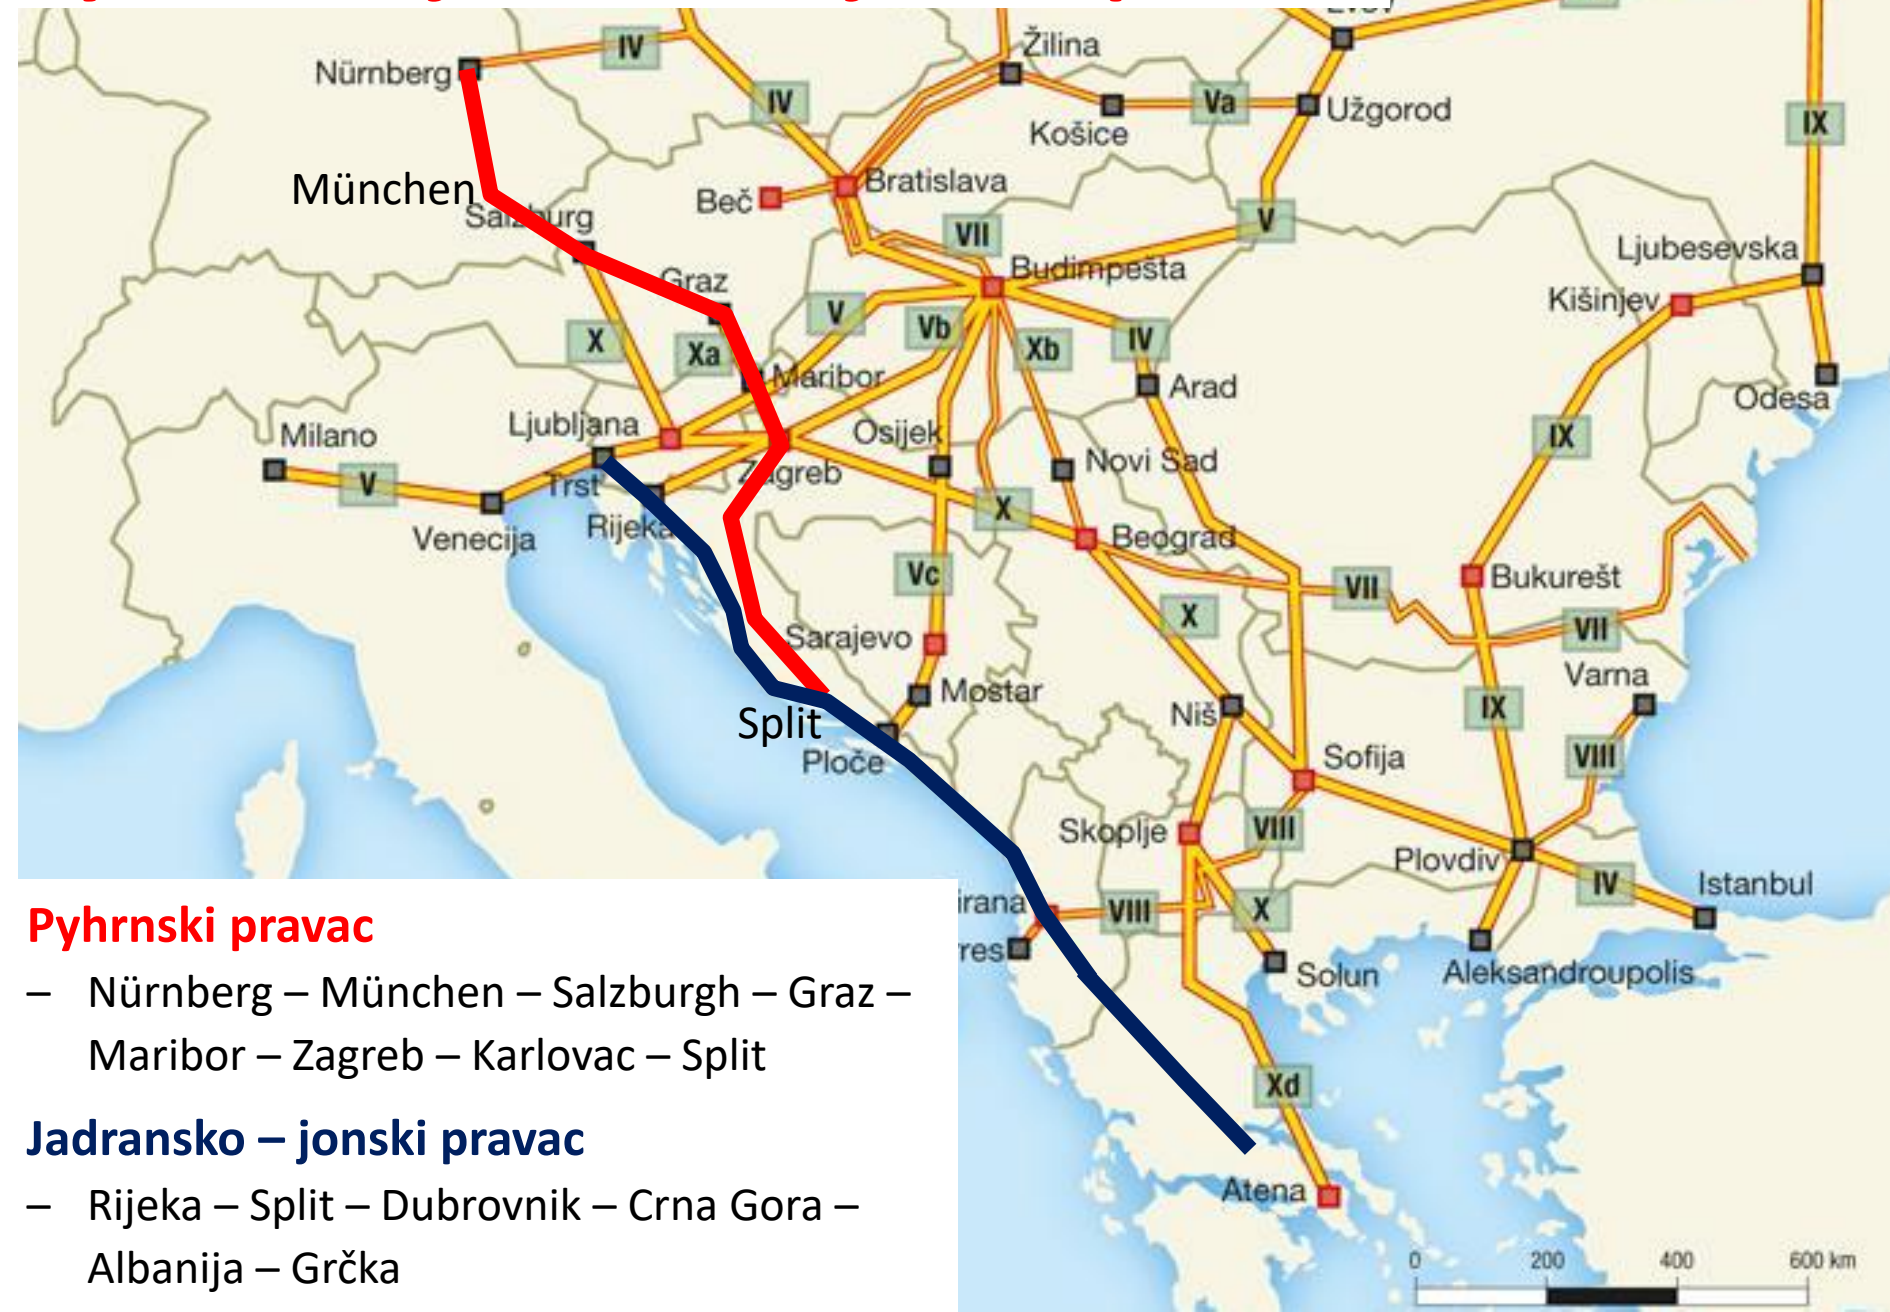 Nürnberg
IV
Žilina
IV
Va
Užgorod
Košice
IX
München
Salzburg
Beč
Bratislava
VII
V
Ljubesevska
Budimpešta
Graz
Kišinjev
V
Vb
X
Xa
Xb
IV
Maribor
Arad
Odesa
Ljubljana
Milano
Osijek
IX
Novi Sad
Zagreb
V
Trst
X
Rijeka
Venecija
Beograd
Vc
VII
Bukurešt
X
VII
Sarajevo
Varna
Mostar
Split
Niš
IX
VIII
Ploče
Sofija
Skoplje
VIII
Plovdiv
IV
Istanbul
irana
VIII
X
res
Solun
Aleksandroupolis
Xd
Atena
0 200 400 600 km
Pyhrnski pravac
– Nürnberg – München – Salzburgh – Graz –
Maribor – Zagreb – Karlovac – Split
Jadransko – jonski pravac
– Rijeka – Split – Dubrovnik – Crna Gora –
Albanija – Grčka